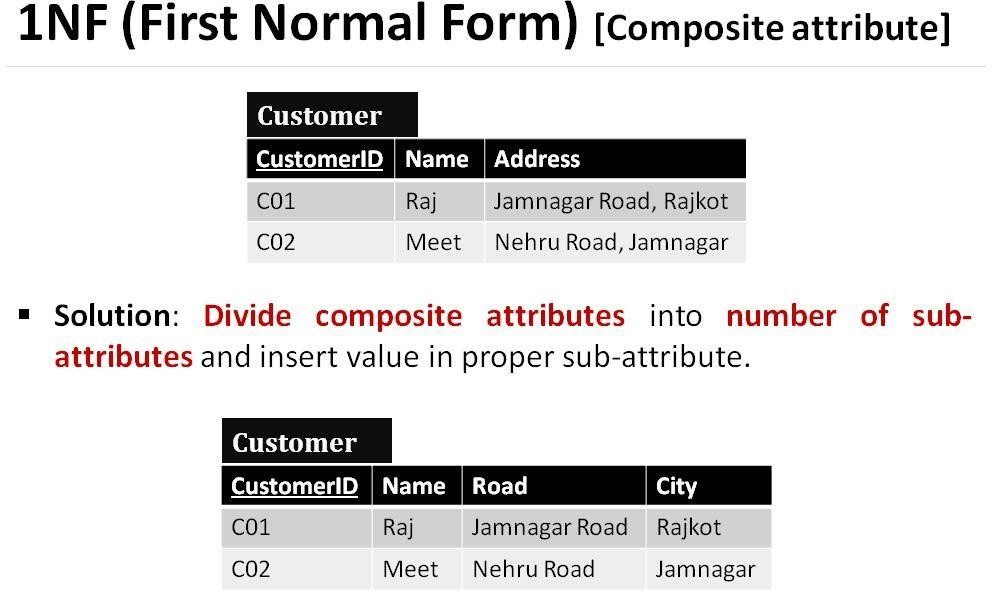 1NF (First Normal Form) [Composite attribute]
Customer
CustomerID Name Address
C01 Raj Jamnagar Road, Rajkot
C02 Meet Nehru Road, Jamnagar
▪ Solution: Divide composite attributes into number of sub-
attributes and insert value in proper sub-attribute.
Customer
CustomerID Name Road City
C01 Raj Jamnagar Road Rajkot
C02 Meet Nehru Road Jamnagar